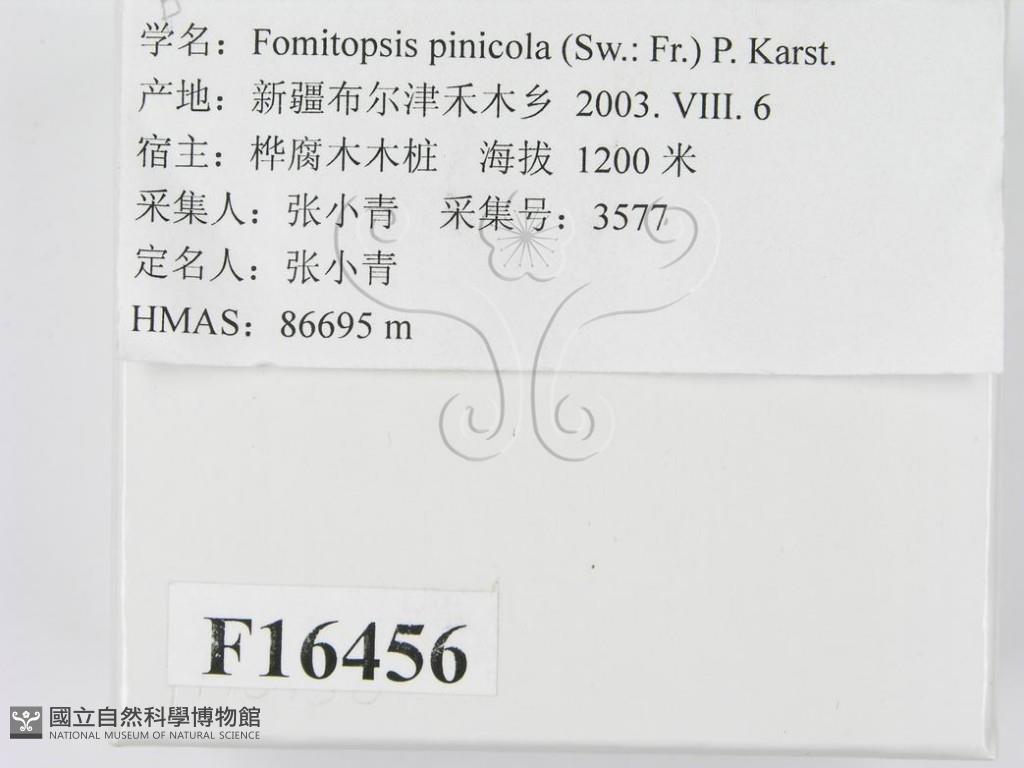 学名：Fomitopsis pinicola (Sw.: Fr.) P. Karst.
产地：新疆布尔津禾木乡 2003. VIII. 6
宿主：桦腐木木桩 海拔 1200 米
采集人：张小青 采集号：3577
定名人：张小青
HMAS：86695 m
F16456
國立自然科學博物館
NATIONAL MUSEUM OF NATURAL SCIENCE